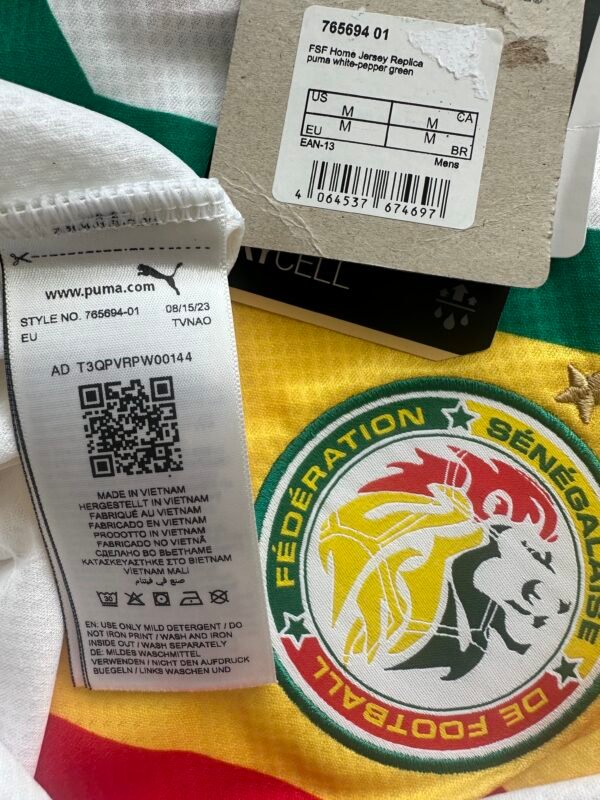 765694 01
FSF Home Jersey Replica
puma white-pepper green
US M M CA
EU M M BR
EAN-13 Mens
4 064537 674697
CELL
www.puma.com
STYLE NO. 765694-01 08/15/23
EU TVNAO
AD T3QPVRPW00144
MADE IN VIETNAM
HERGESTELLT IN VIETNAM
FABRIQUÉ AU VIETNAM
FABRICADO EN VIETNAM
PRODOTTO IN VIETNAM
FABRICADO NO VIETNÃ
СДЕЛАНО ВО ВЬЕТНАМЕ
ΚΑΤΑΣΚΕΥΑΣΤΗΚΕ ΣΤΟ ΒΙΕΤΝΑΜ
VİETNAM MALI
صنع في فيتنام
30
EN: USE ONLY MILD DETERGENT / DO
NOT IRON PRINT / WASH AND IRON
INSIDE OUT / WASH SEPARATELY
DE: MILDES WASCHMITTEL
VERWENDEN / NICHT DEN AUFDRUCK
BUEGELN / LINKS WASCHEN UND
FÉDÉRATION SÉNÉGALAISE
DE FOOTBALL